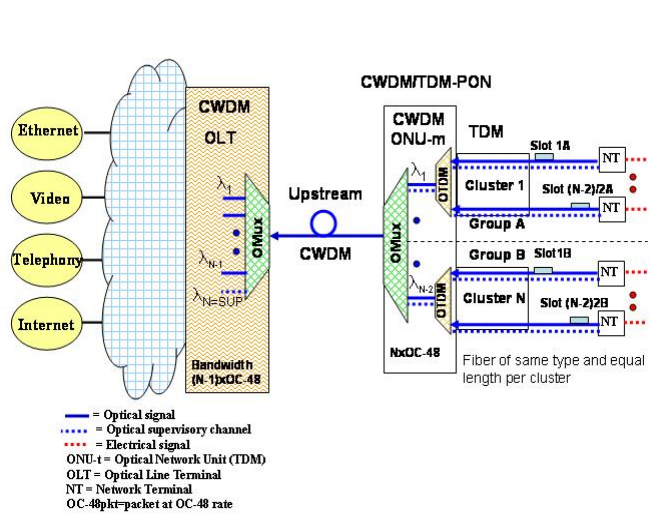 CWDM/TDM-PON
Ethernet
Video
Telephony
Internet
CWDM
OLT
λ1
λN-1
λN=SUP
OMux
Bandwidth
(N-1)xOC-48
Upstream
CWDM
CWDM
ONU-m
λ1
OMux
λN-2
NxOC-48
OTDM
OTDM
TDM
Slot 1A
NT
Cluster 1
Slot (N-2)/2A
NT
Group A
Group B
Slot1B
NT
Cluster N
Slot (N-2)2B
NT
Fiber of same type and equal
length per cluster
= Optical signal
= Optical supervisory channel
= Electrical signal
ONU-t = Optical Network Unit (TDM)
OLT = Optical Line Terminal
NT = Network Terminal
OC-48pkt=packet at OC-48 rate